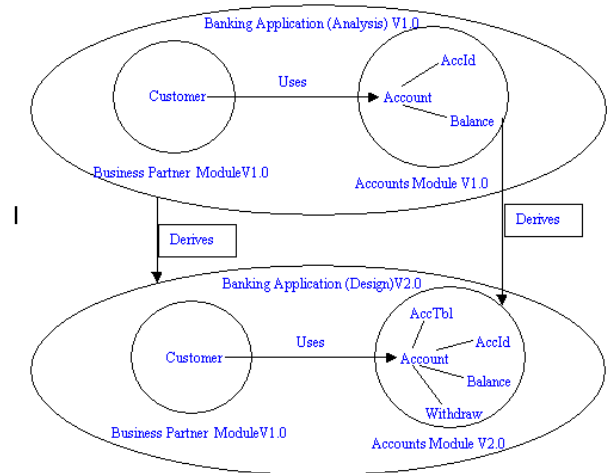 Banking Application (Analysis) V1.0
AccId
Customer
Uses
Account
Balance
Business Partner ModuleV1.0
Accounts Module V1.0
I
Derives
Derives
Banking Application (Design)V2.0
AccTbl
AccId
Customer
Uses
Account
Balance
Withdraw
Business Partner ModuleV1.0
Accounts Module V2.0